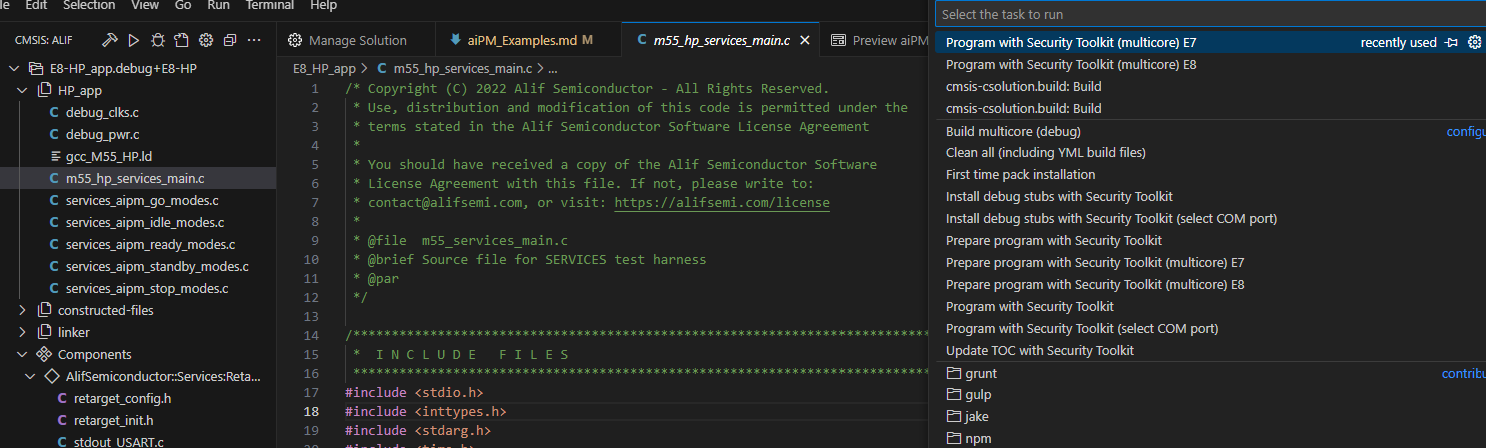 le Edit Selection View Go Run Terminal Help
CMSIS: ALIF
E8-HP_app.debug+E8-HP
HP_app
debug_clks.c
debug_pwr.c
gcc_M55_HP.ld
m55_hp_services_main.c
services_aipm_go_modes.c
services_aipm_idle_modes.c
services_aipm_ready_modes.c
services_aipm_standby_modes.c
services_aipm_stop_modes.c
constructed-files
linker
Components
AlifSemiconductor::Services:Reta...
retarget_config.h
retarget_init.h
stdout_USART.c
Manage Solution
aiPM_Examples.md M
m55_hp_services_main.c
Preview aiPM
E8_HP_app > C m55_hp_services_main.c > ...
1 /* Copyright (C) 2022 Alif Semiconductor - All Rights Reserved.
2 * Use, distribution and modification of this code is permitted under the
3 * terms stated in the Alif Semiconductor Software License Agreement
4 *
5 * You should have received a copy of the Alif Semiconductor Software
6 * License Agreement with this file. If not, please write to:
7 * contact@alifsemi.com, or visit: https://alifsemi.com/license
8 *
9 * @file  m55_services_main.c
10 * @brief Source file for SERVICES test harness
11 * @par
12 */
13
14 /******************************************************************************
15 *  I N C L U D E   F I L E S
16 ******************************************************************************
17 #include <stdio.h>
18 #include <inttypes.h>
19 #include <stdarg.h>
Select the task to run
Program with Security Toolkit (multicore) E7 recently used
Program with Security Toolkit (multicore) E8
cmsis-csolution.build: Build
cmsis-csolution.build: Build
Build multicore (debug) configu
Clean all (including YML build files)
First time pack installation
Install debug stubs with Security Toolkit
Install debug stubs with Security Toolkit (select COM port)
Prepare program with Security Toolkit
Prepare program with Security Toolkit (multicore) E7
Prepare program with Security Toolkit (multicore) E8
Program with Security Toolkit
Program with Security Toolkit (select COM port)
Update TOC with Security Toolkit
grunt contribu
gulp
jake
npm